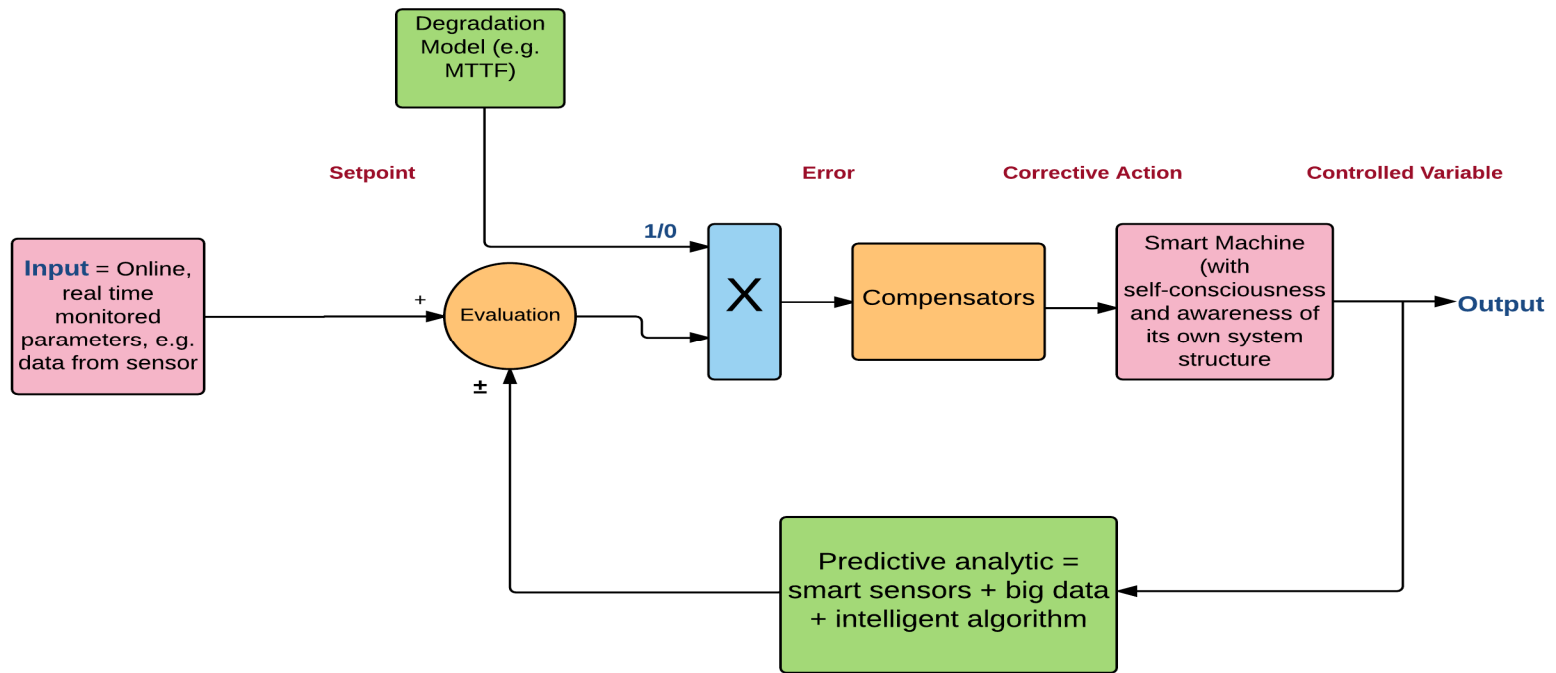 Degradation
Model (e.g.
MTTF)
Setpoint
Error
Corrective Action
Controlled Variable
1/0
Input = Online,
real time
monitored
parameters, e.g.
data from sensor
+
Evaluation
±
X
Compensators
Smart Machine
(with
self-consciousness
and awareness of
its own system
structure
Output
Predictive analytic =
smart sensors + big data
+ intelligent algorithm